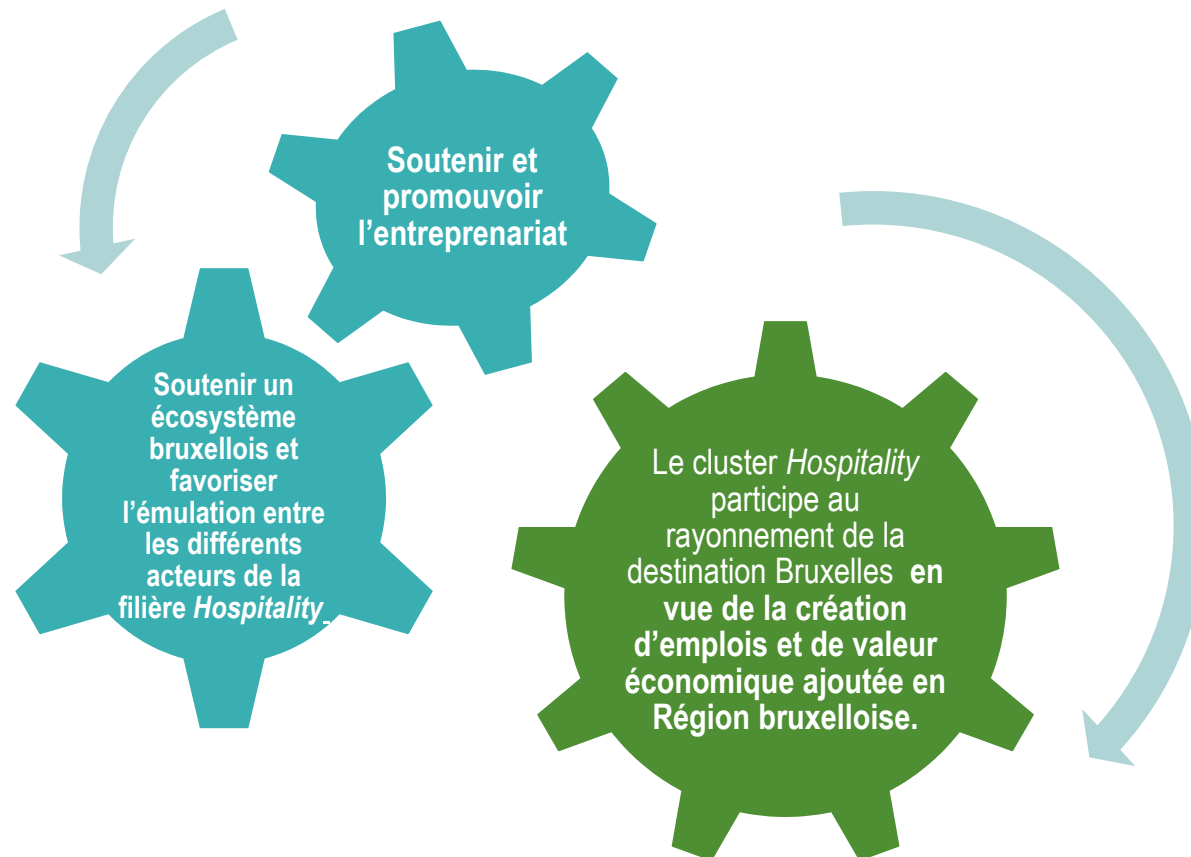 Soutenir et
promouvoir
l’entreprenariat
Soutenir un
écosystème
bruxellois et
favoriser
l’émulation entre
les différents
acteurs de la
filière Hospitality
Le cluster Hospitality
participe au
rayonnement de la
destination Bruxelles en
vue de la création
d’emplois et de valeur
économique ajoutée en
Région bruxelloise.